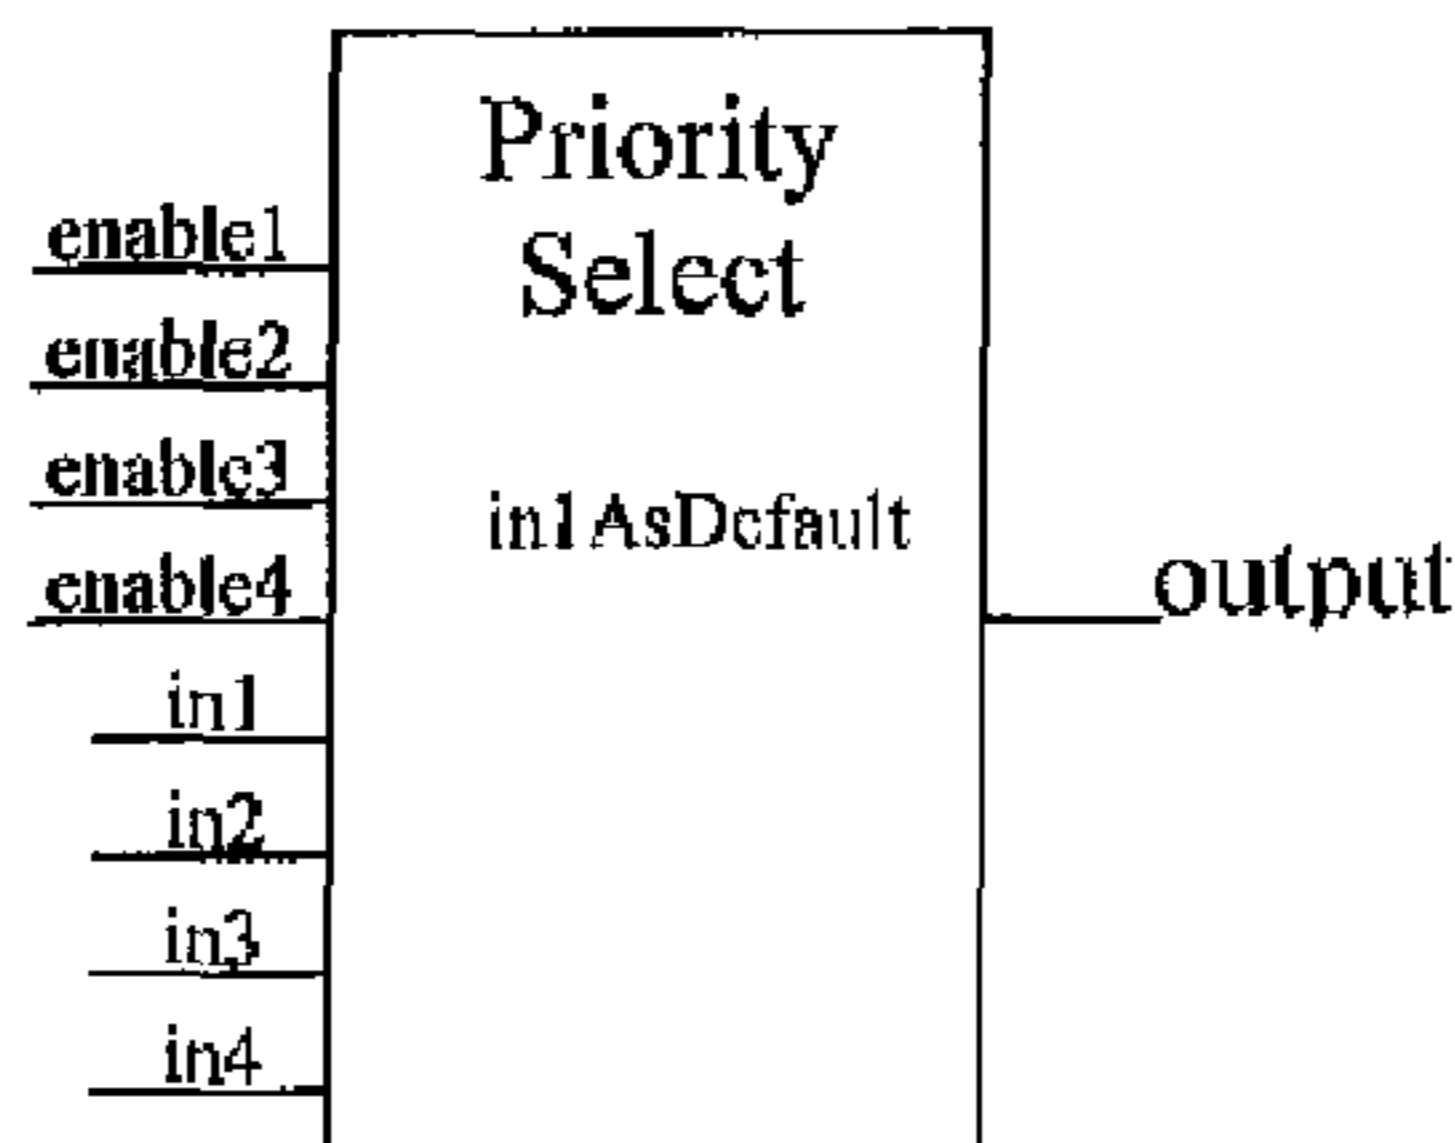 Priority
Select
enable1
enable2
enable3
enable4
in1AsDefault
output
in1
in2
in3
in4